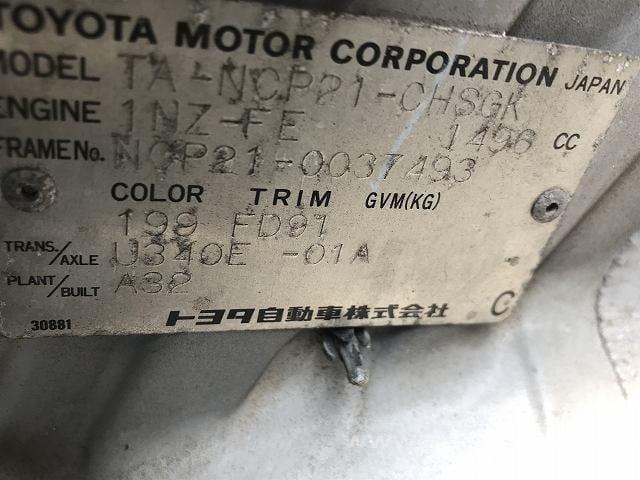 TOYOTA MOTOR CORPORATION JAPAN
MODEL TA-NCP21-CHSGK
ENGINE 1NZ-FE 1496 CC
FRAME No. NCP21-0037493
COLOR TRIM GVM(KG)
199 FD91
TRANS./AXLE U340E -01A
PLANT/BUILT A32
30881 トヨタ自動車株式会社 C